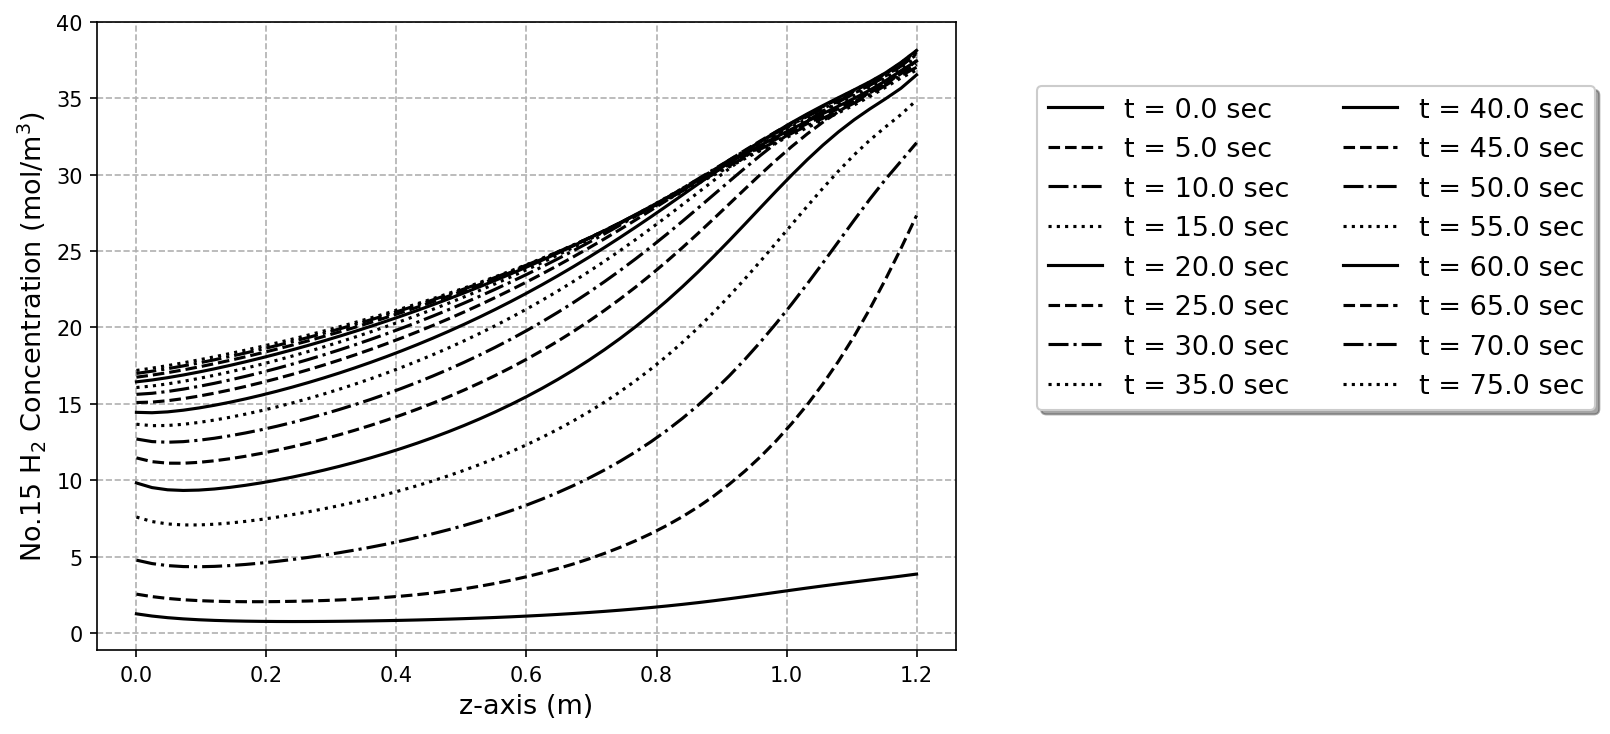 40
35
30
25
20
15
10
5
0
No.15 H₂ Concentration (mol/m³)
0.0 0.2 0.4 0.6 0.8 1.0 1.2
z-axis (m)
t = 0.0 sec
t = 5.0 sec
t = 10.0 sec
t = 15.0 sec
t = 20.0 sec
t = 25.0 sec
t = 30.0 sec
t = 35.0 sec
t = 40.0 sec
t = 45.0 sec
t = 50.0 sec
t = 55.0 sec
t = 60.0 sec
t = 65.0 sec
t = 70.0 sec
t = 75.0 sec